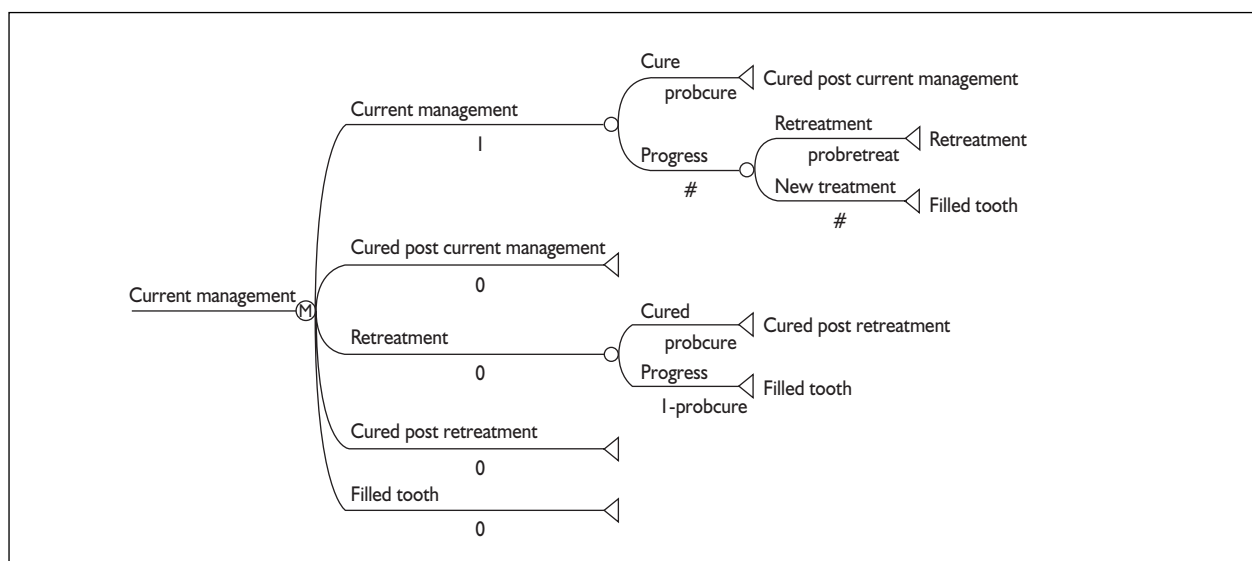 Cure
probcure
Cured post current management
Current management
1
Retreatment
probretreat
Retreatment
Progress
#
New treatment
#
Filled tooth
Cured post current management
0
Current management
M
Retreatment
0
Cured
probcure
Cured post retreatment
Progress
1-probcure
Filled tooth
Cured post retreatment
0
Filled tooth
0